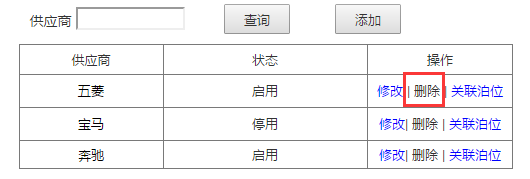 供应商 查询 添加
供应商 状态 操作
五菱 启用 修改 | 删除 | 关联泊位
宝马 停用 修改 | 删除 | 关联泊位
奔驰 启用 修改 | 删除 | 关联泊位